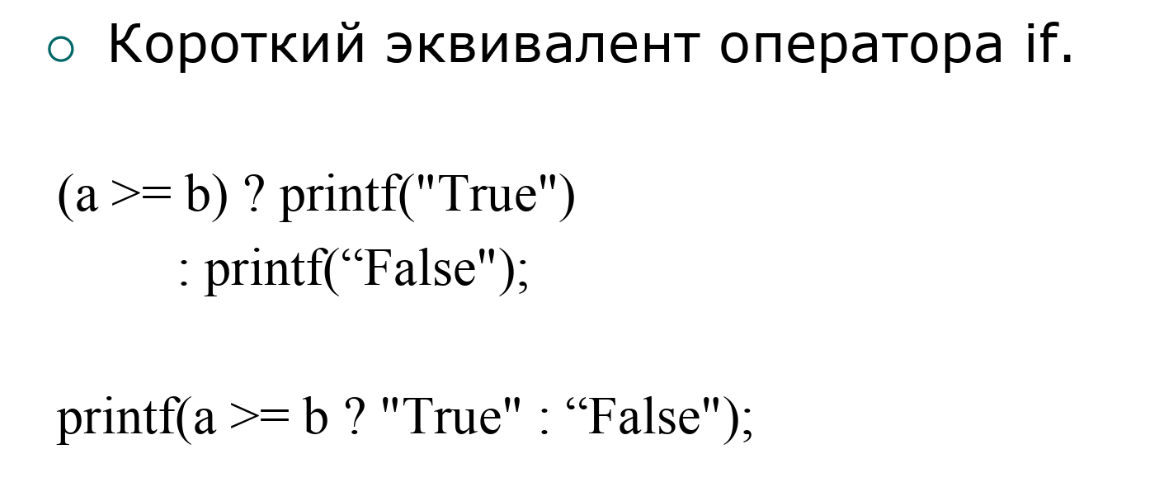 Короткий эквивалент оператора if.
(a >= b) ? printf("True")
: printf(“False");
printf(a >= b ? "True" : “False");